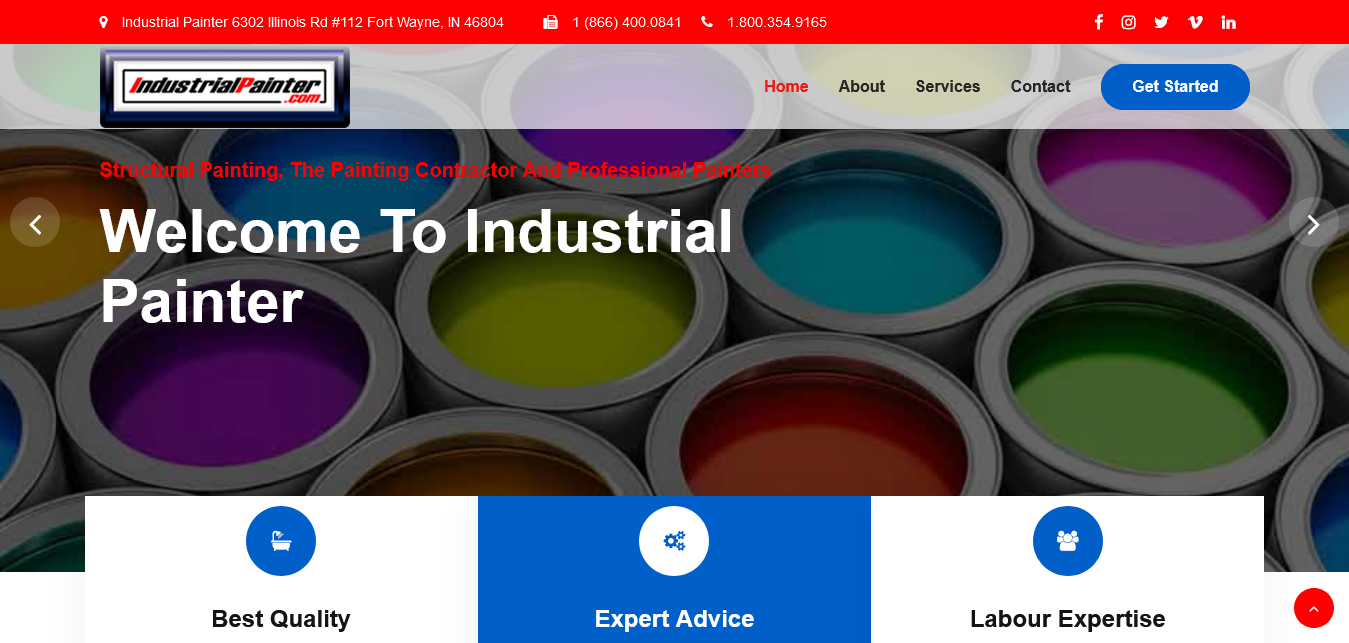 Industrial Painter 6302 Illinois Rd #112 Fort Wayne, IN 46804 1 (866) 400.0841 1.800.354.9165
IndustrialPainter
.com
Home About Services Contact Get Started
Structural Painting, The Painting Contractor And Professional Painters
Welcome To Industrial
Painter
Best Quality Expert Advice Labour Expertise